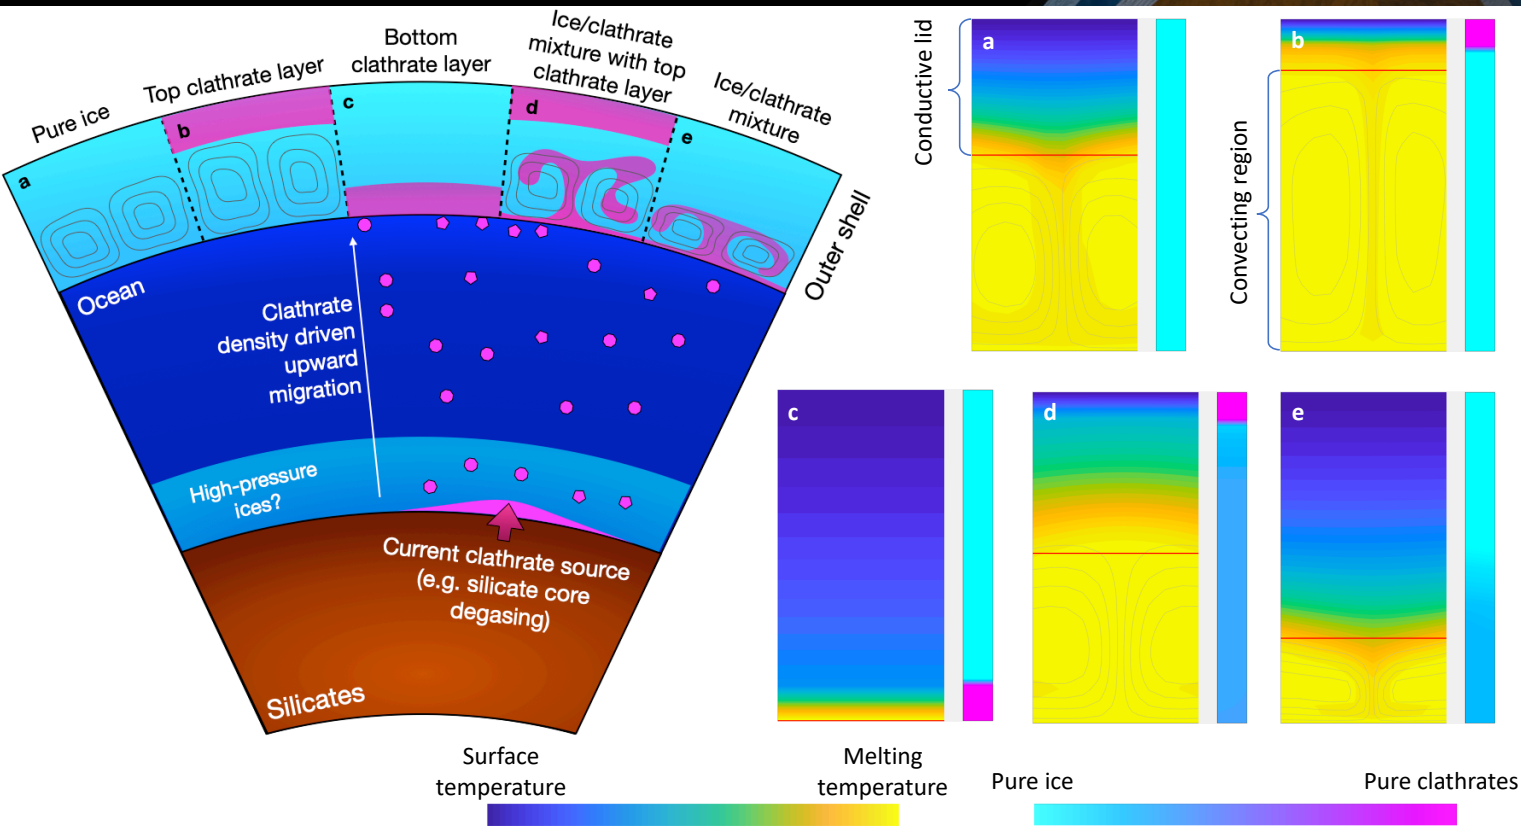 Pure ice
Top clathrate layer
Bottom
clathrate layer
Ice/clathrate
mixture with top
clathrate layer
Ice/clathrate
mixture
a
b
c
d
e
Outer shell
Ocean
Clathrate
density driven
upward
migration
High-pressure
ices?
Current clathrate source
(e.g. silicate core
degasing)
Silicates
Conductive lid
a
Convecting region
b
c
d
e
Surface
temperature
Melting
temperature
Pure ice
Pure clathrates